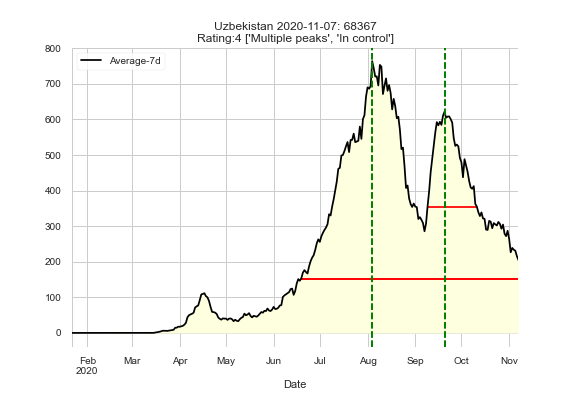 Uzbekistan 2020-11-07: 68367
Rating:4 ['Multiple peaks', 'In control']
Average-7d
800
700
600
500
400
300
200
100
0
Feb Mar Apr May Jun Jul Aug Sep Oct Nov
2020
Date